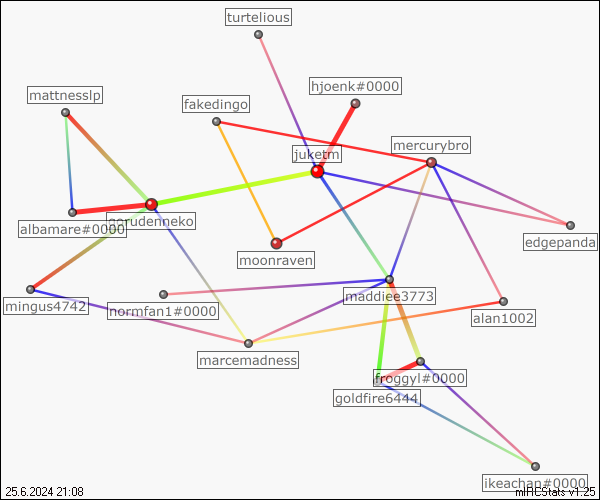 turtelious
hjoenk#0000
mattnesslp
fakedingo
mercurybro
juketm
gorudenneko
albamare#0000
edgepanda
moonraven
maddiee3773
mingus4742
normfan1#0000
alan1002
marcemadness
froggyl#0000
goldfire6444
ikeachan#0000
25.6.2024 21:08
mIRCStats v1.25